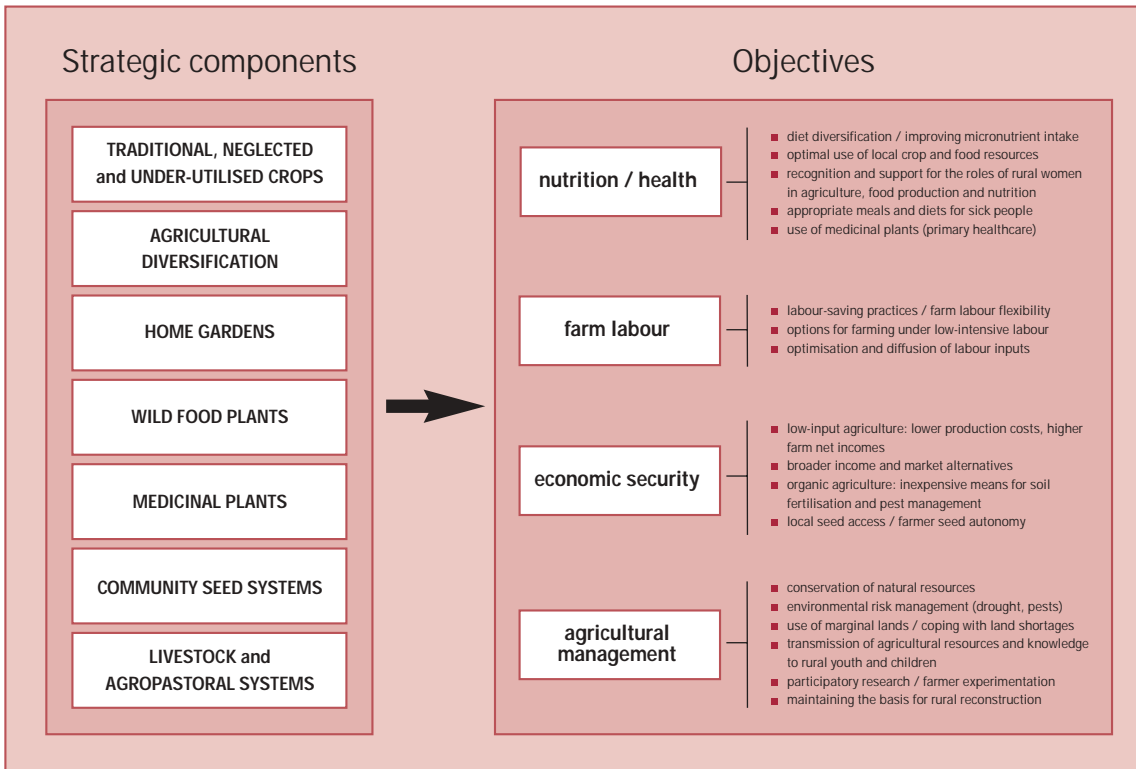 Strategic components
TRADITIONAL, NEGLECTED
and UNDER-UTILISED CROPS
AGRICULTURAL
DIVERSIFICATION
HOME GARDENS
WILD FOOD PLANTS
MEDICINAL PLANTS
COMMUNITY SEED SYSTEMS
LIVESTOCK and
AGROPASTORAL SYSTEMS
Objectives
nutrition / health
diet diversification / improving micronutrient intake
optimal use of local crop and food resources
recognition and support for the roles of rural women
in agriculture, food production and nutrition
appropriate meals and diets for sick people
use of medicinal plants (primary healthcare)
farm labour
labour-saving practices / farm labour flexibility
options for farming under low-intensive labour
optimisation and diffusion of labour inputs
economic security
low-input agriculture: lower production costs, higher
farm net incomes
broader income and market alternatives
organic agriculture: inexpensive means for soil
fertilisation and pest management
local seed access / farmer seed autonomy
agricultural
management
conservation of natural resources
environmental risk management (drought, pests)
use of marginal lands / coping with land shortages
transmission of agricultural resources and knowledge
to rural youth and children
participatory research / farmer experimentation
maintaining the basis for rural reconstruction